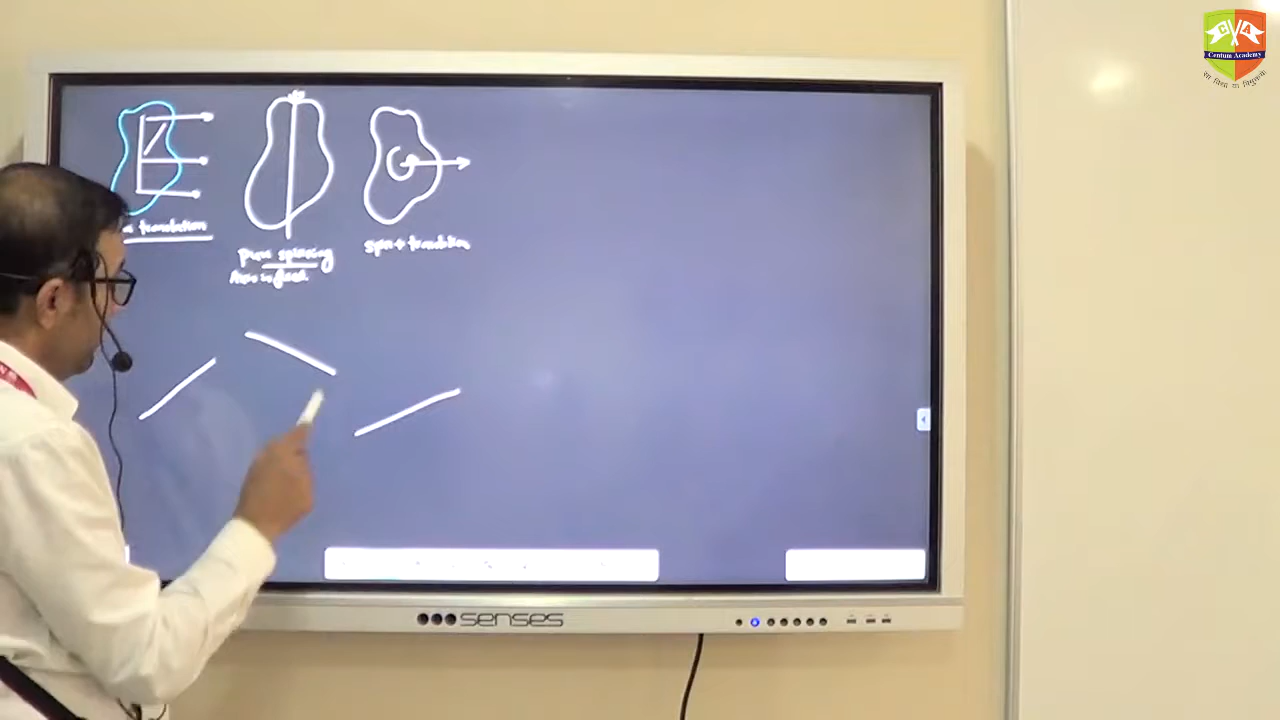 translation
pure spinning
Axis is fixed.
spin + translation
senses
Centum Academy